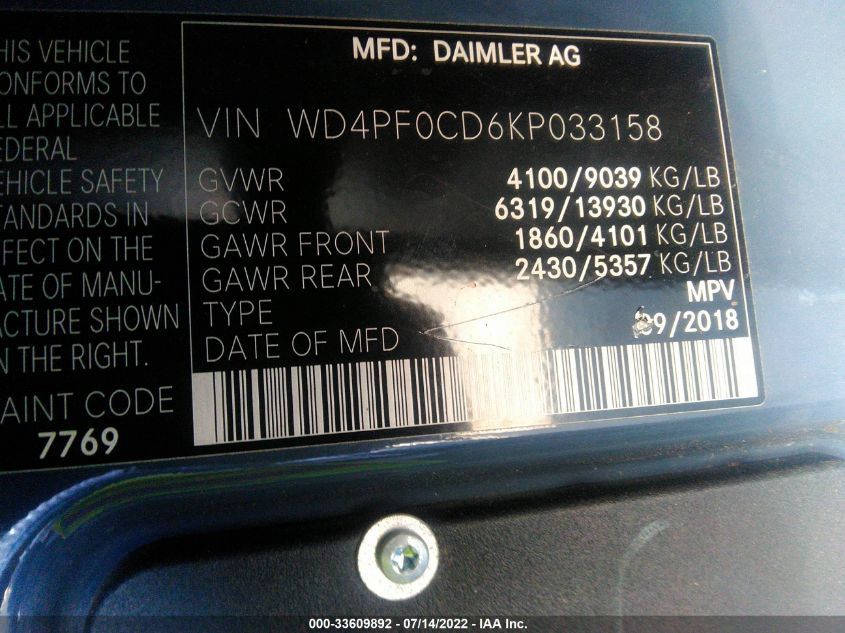 MFD: DAIMLER AG
HIS VEHICLE
ONFORMS TO
LL APPLICABLE
EDERAL
EHICLE SAFETY
TANDARDS IN
FFECT ON THE
ATE OF MANU-
ACTURE SHOWN
N THE RIGHT.
AINT CODE
7769
VIN WD4PF0CD6KP033158
GVWR 4100/9039 KG/LB
GCWR 6319/13930 KG/LB
GAWR FRONT 1860/4101 KG/LB
GAWR REAR 2430/5357 KG/LB
TYPE MPV
DATE OF MFD 09/2018
000-33609892 - 07/14/2022 - IAA Inc.